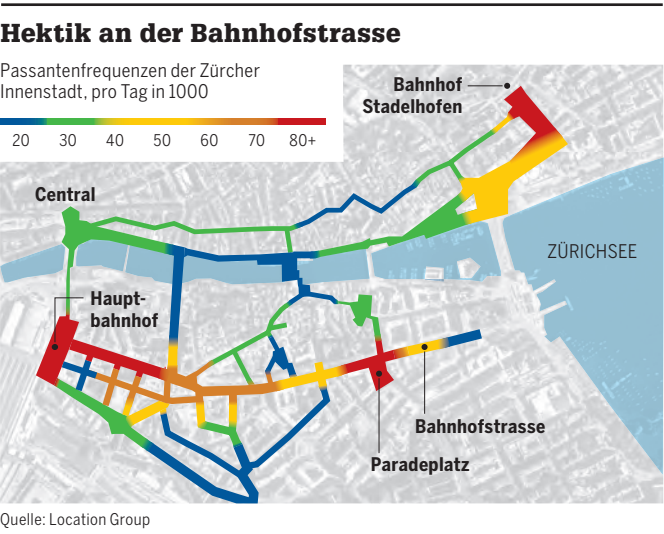 Hektik an der Bahnhofstrasse
Passantenfrequenzen der Zürcher
Innenstadt, pro Tag in 1000
20 30 40 50 60 70 80+
Bahnhof
Stadelhofen
Central
ZÜRICHSEE
Haupt-
bahnhof
Bahnhofstrasse
Paradeplatz
Quelle: Location Group